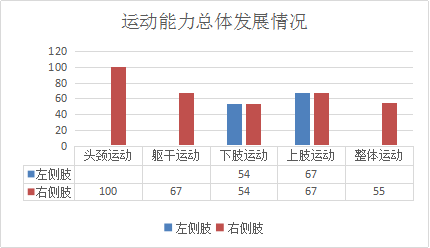 运动能力总体发展情况
120
100
80
60
40
20
0
头颈运动 躯干运动 下肢运动 上肢运动 整体运动
左侧肢 54 67
右侧肢 100 67 54 67 55
左侧肢 右侧肢